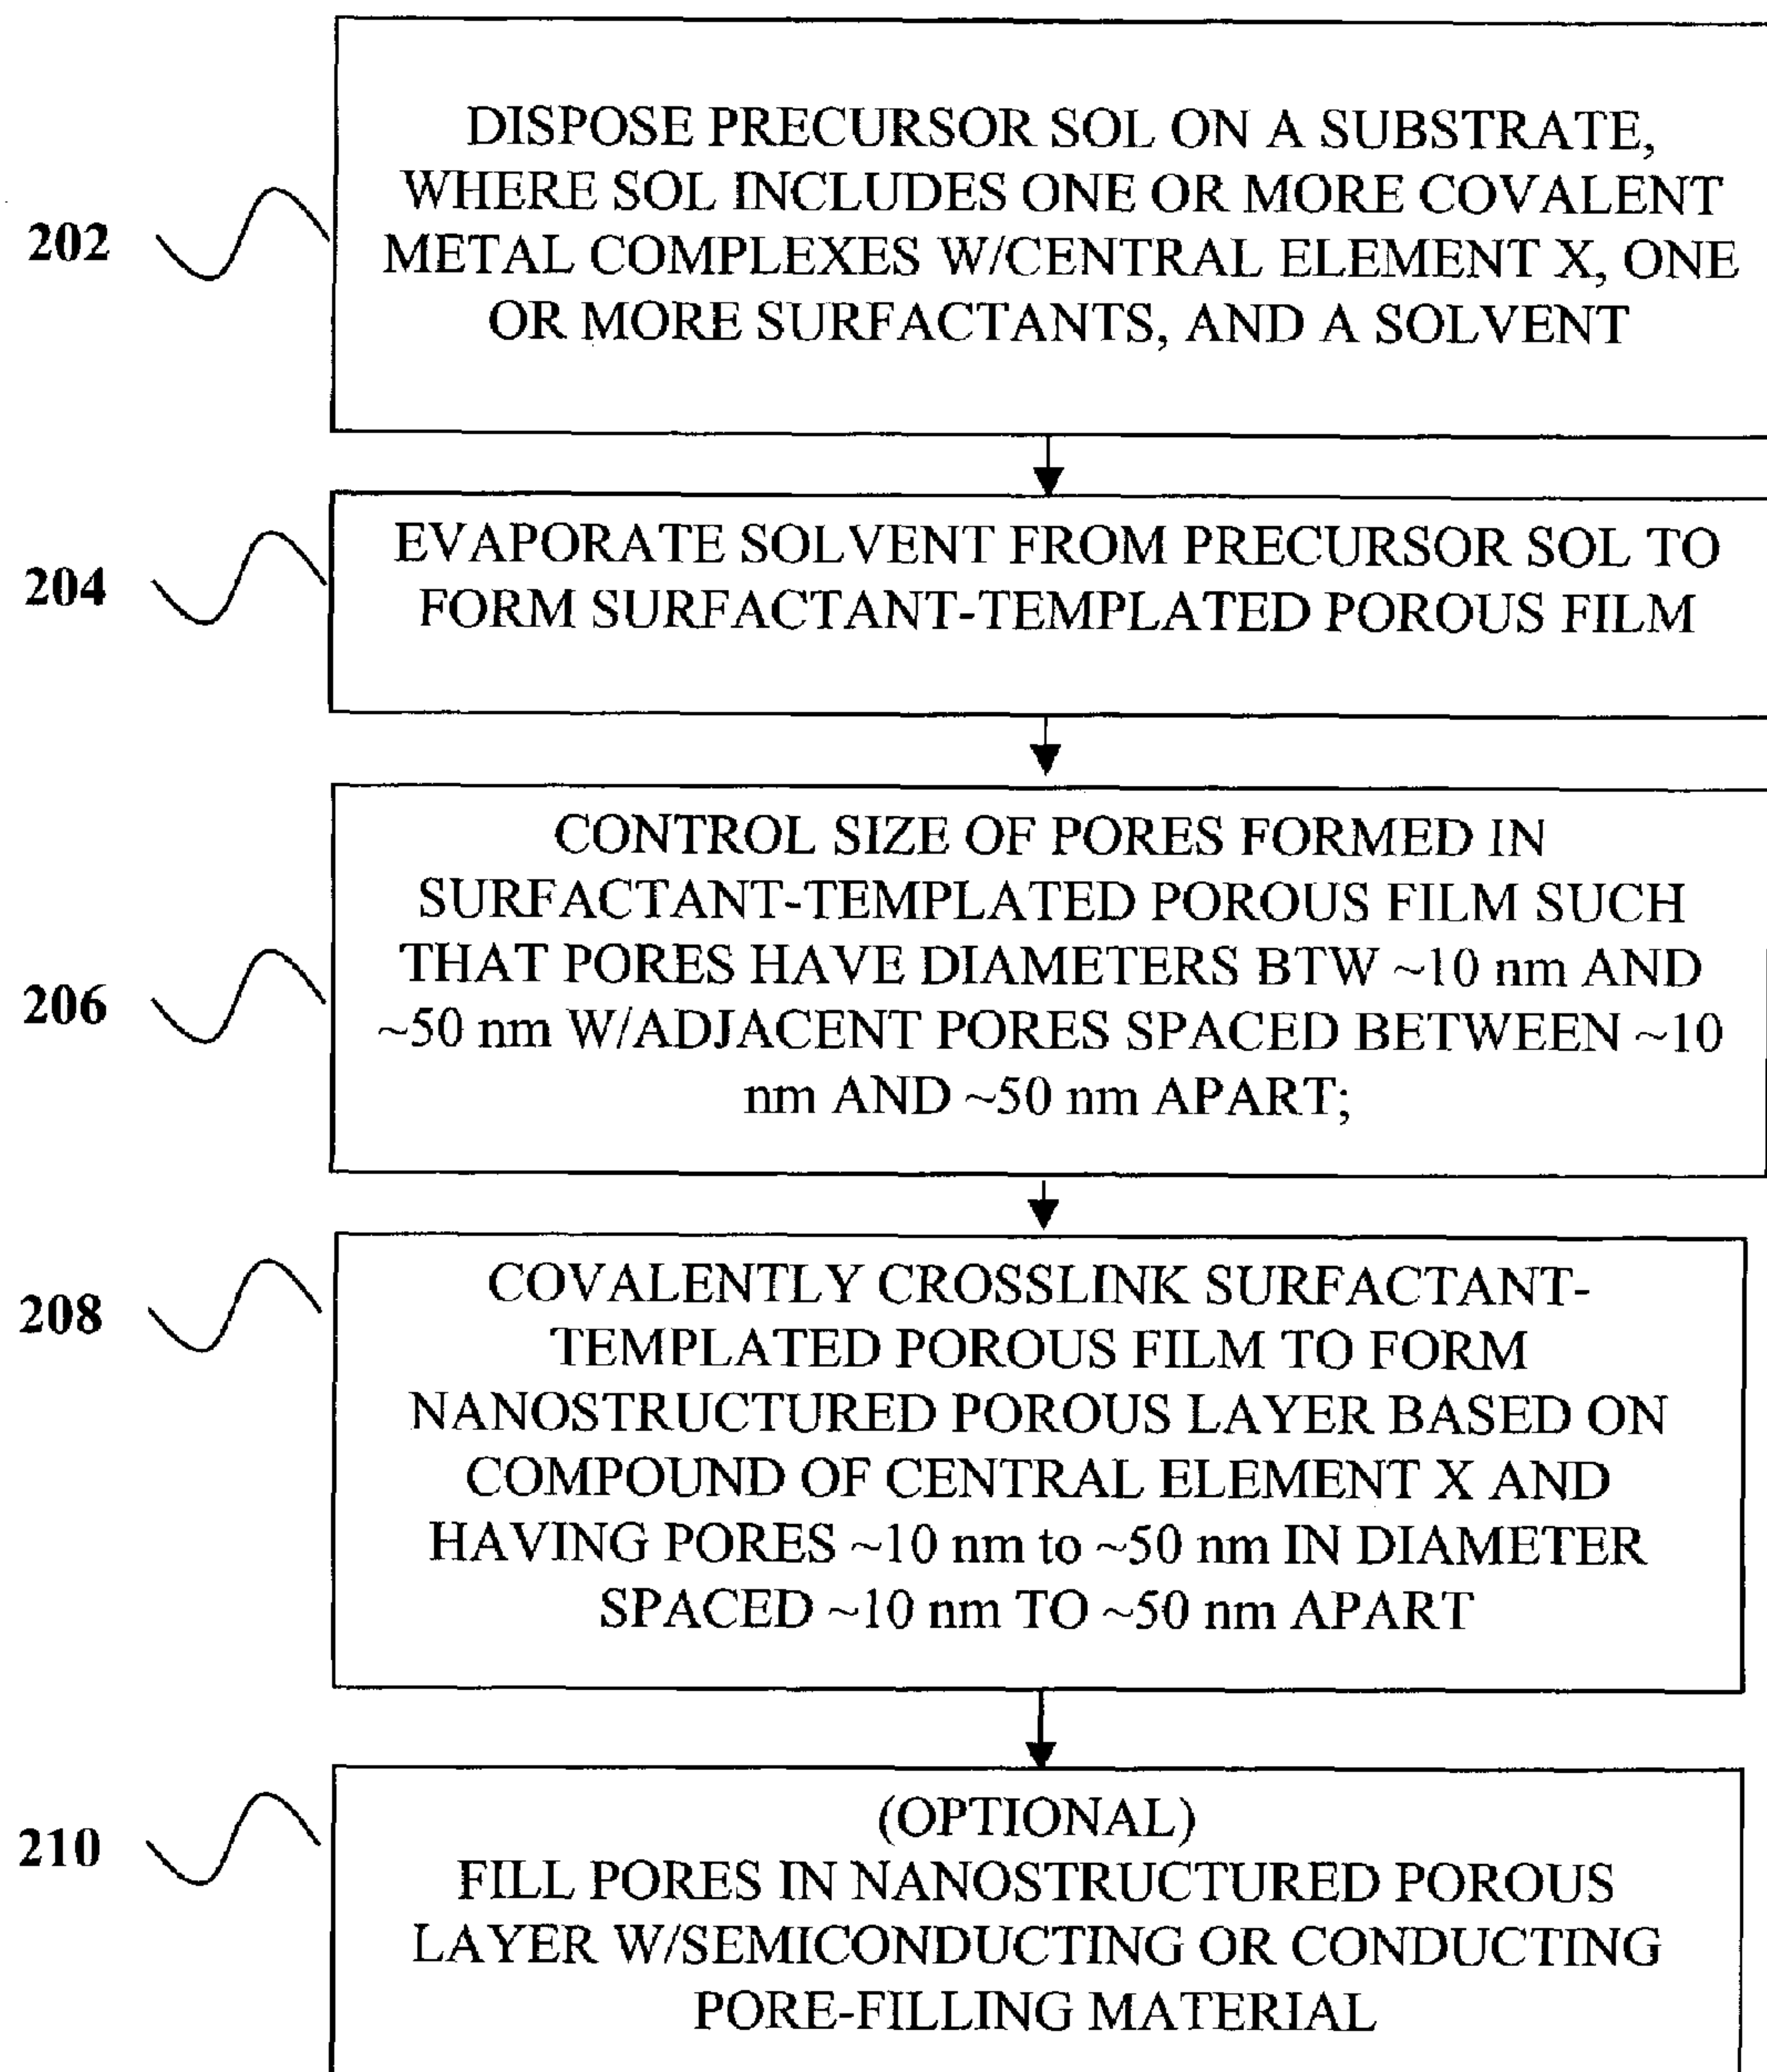 202
DISPOSE PRECURSOR SOL ON A SUBSTRATE,
WHERE SOL INCLUDES ONE OR MORE COVALENT
METAL COMPLEXES W/CENTRAL ELEMENT X, ONE
OR MORE SURFACTANTS, AND A SOLVENT
204
EVAPORATE SOLVENT FROM PRECURSOR SOL TO
FORM SURFACTANT-TEMPLATED POROUS FILM
206
CONTROL SIZE OF PORES FORMED IN
SURFACTANT-TEMPLATED POROUS FILM SUCH
THAT PORES HAVE DIAMETERS BTW ~10 nm AND
~50 nm W/ADJACENT PORES SPACED BETWEEN ~10
nm AND ~50 nm APART;
208
COVALENTLY CROSSLINK SURFACTANT-
TEMPLATED POROUS FILM TO FORM
NANOSTRUCTURED POROUS LAYER BASED ON
COMPOUND OF CENTRAL ELEMENT X AND
HAVING PORES ~10 nm to ~50 nm IN DIAMETER
SPACED ~10 nm TO ~50 nm APART
210
(OPTIONAL)
FILL PORES IN NANOSTRUCTURED POROUS
LAYER W/SEMICONDUCTING OR CONDUCTING
PORE-FILLING MATERIAL